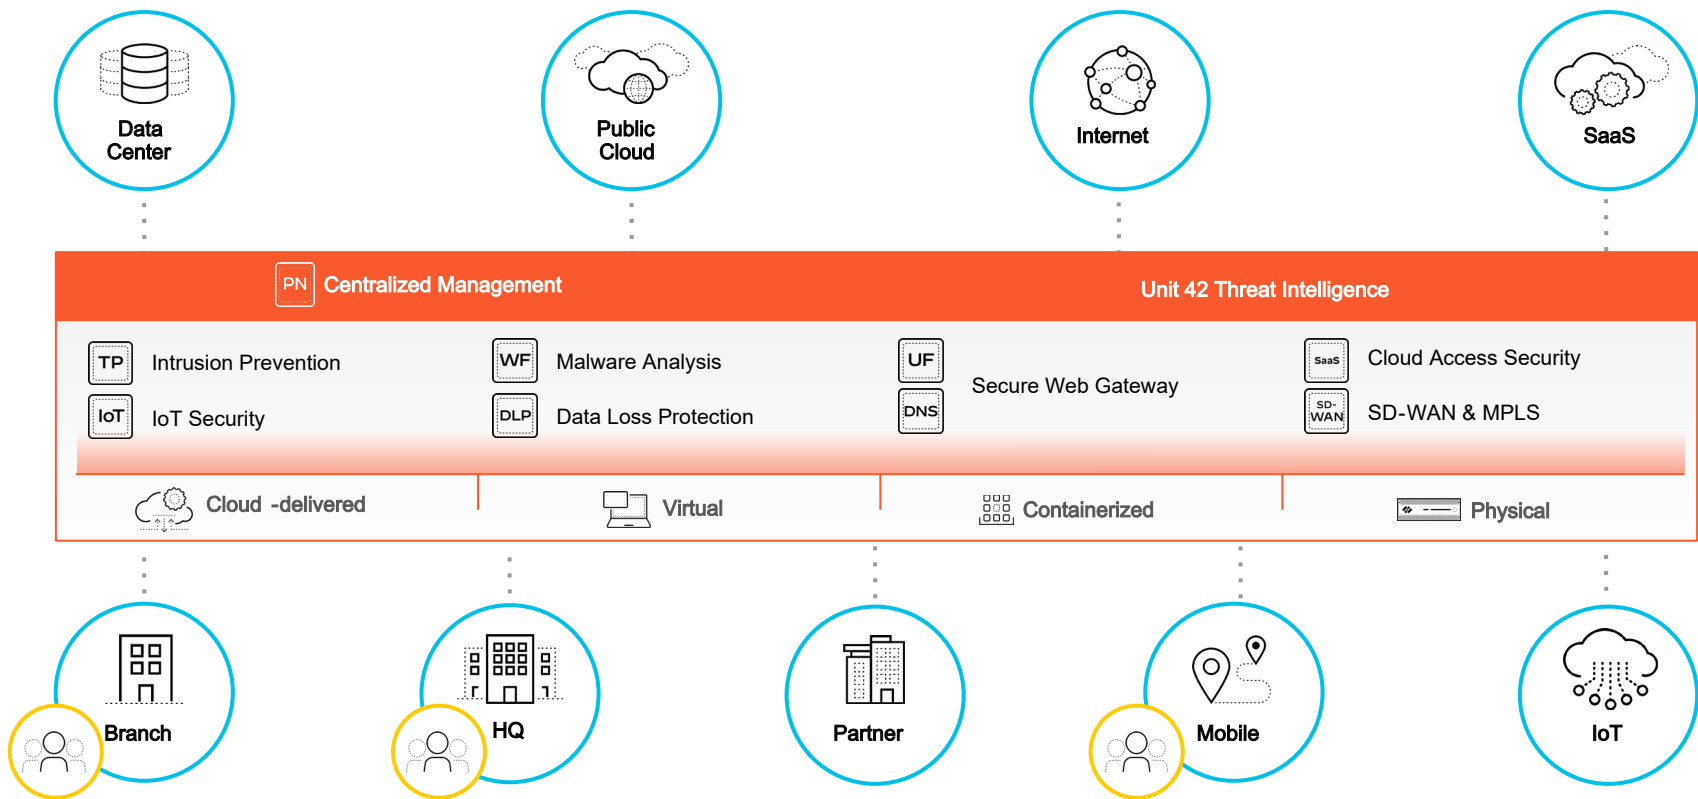 Data
Center
Public
Cloud
Internet
SaaS
PN Centralized Management
Unit 42 Threat Intelligence
TP Intrusion Prevention
WF Malware Analysis
UF
SaaS Cloud Access Security
Secure Web Gateway
IoT IoT Security
DLP Data Loss Protection
DNS
SD-
WAN SD-WAN & MPLS
Cloud -delivered
Virtual
Containerized
Physical
Branch
HQ
Partner
Mobile
IoT